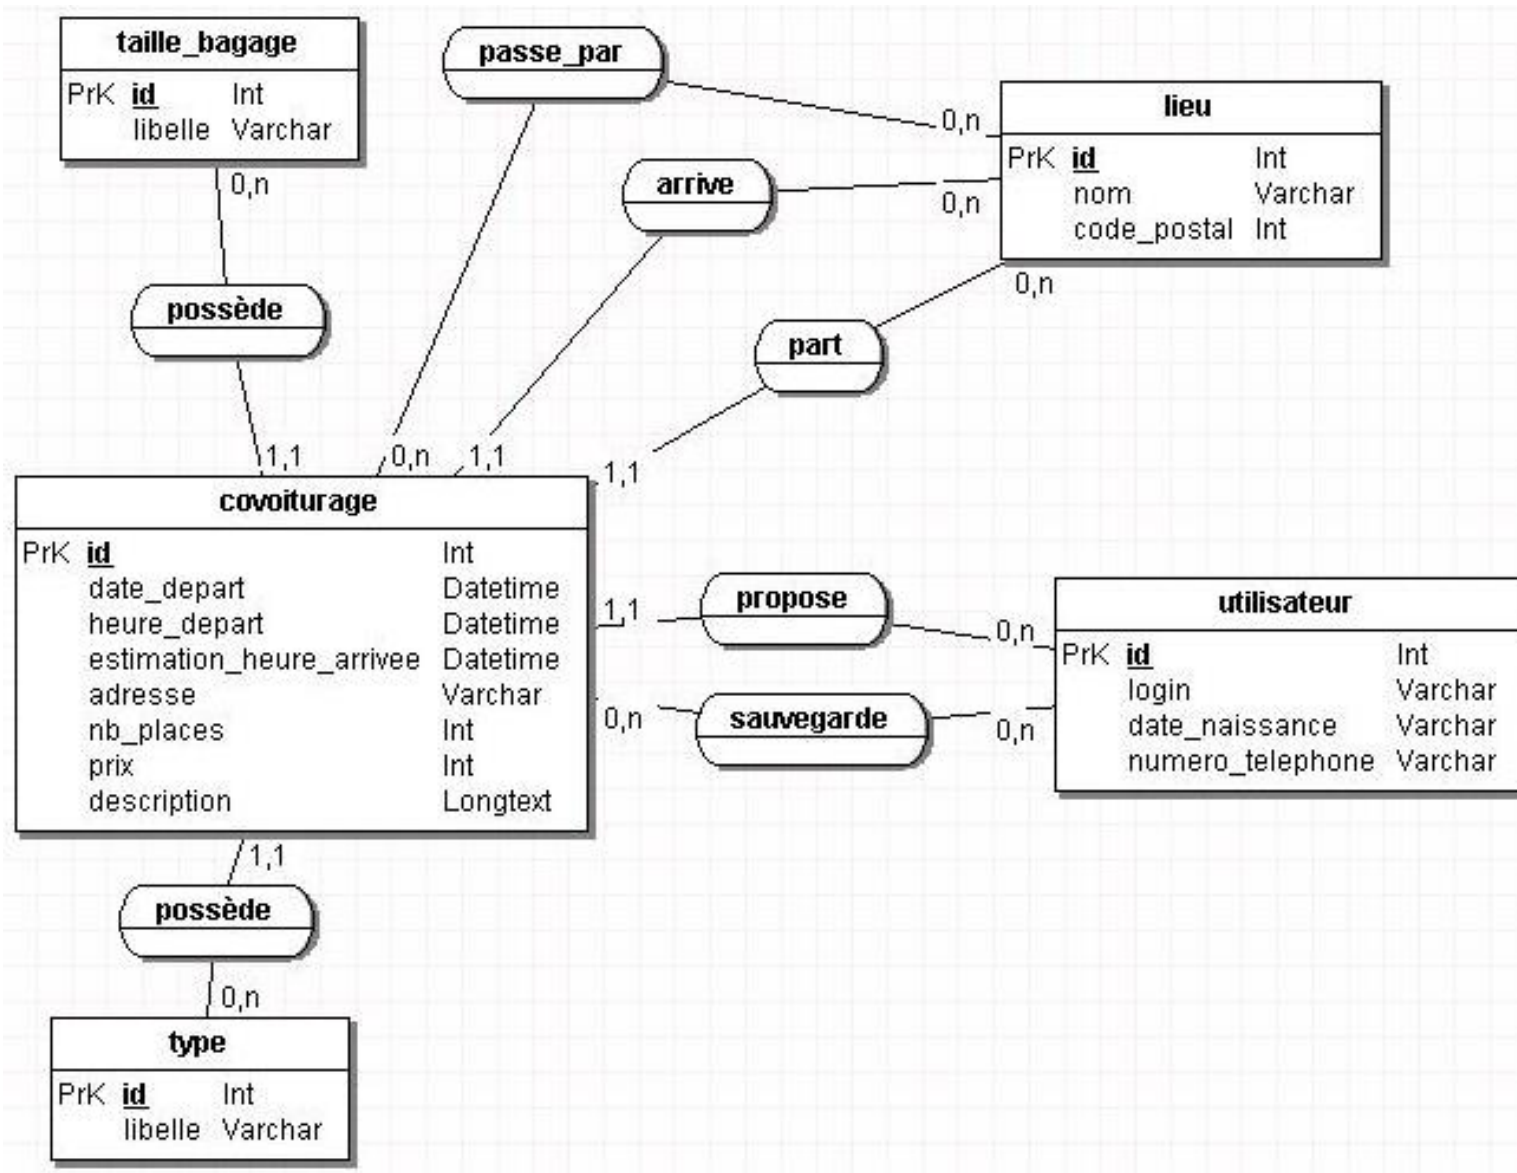 taille_bagage
PrK id Int
libelle Varchar
0,n
possède
1,1
passe_par
0,n
0,n
arrive
0,n
1,1
part
0,n
1,1
lieu
PrK id Int
nom Varchar
code_postal Int
covoiturage
PrK id Int
date_depart Datetime
heure_depart Datetime
estimation_heure_arrivee Datetime
adresse Varchar
nb_places Int
prix Int
description Longtext
1,1
propose
0,n
0,n
sauvegarde
0,n
utilisateur
PrK id Int
login Varchar
date_naissance Varchar
numero_telephone Varchar
1,1
possède
0,n
type
PrK id Int
libelle Varchar